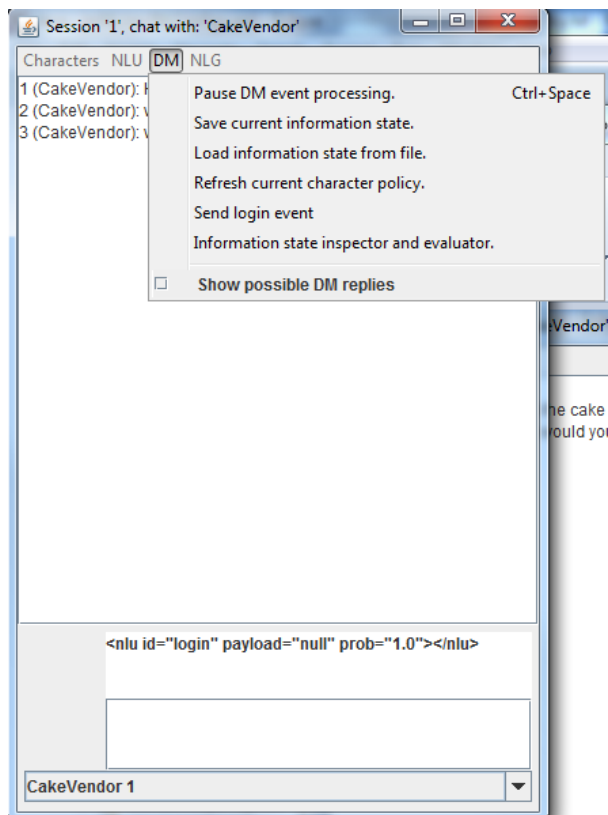 Session '1', chat with: 'CakeVendor'
Characters NLU DM NLG
1 (CakeVendor):
2 (CakeVendor):
3 (CakeVendor):
Pause DM event processing. Ctrl+Space
Save current information state.
Load information state from file.
Refresh current character policy.
Send login event
Information state inspector and evaluator.
Show possible DM replies
eVendor'
he cake
would you
<nlu id="login" payload="null" prob="1.0"></nlu>
CakeVendor 1